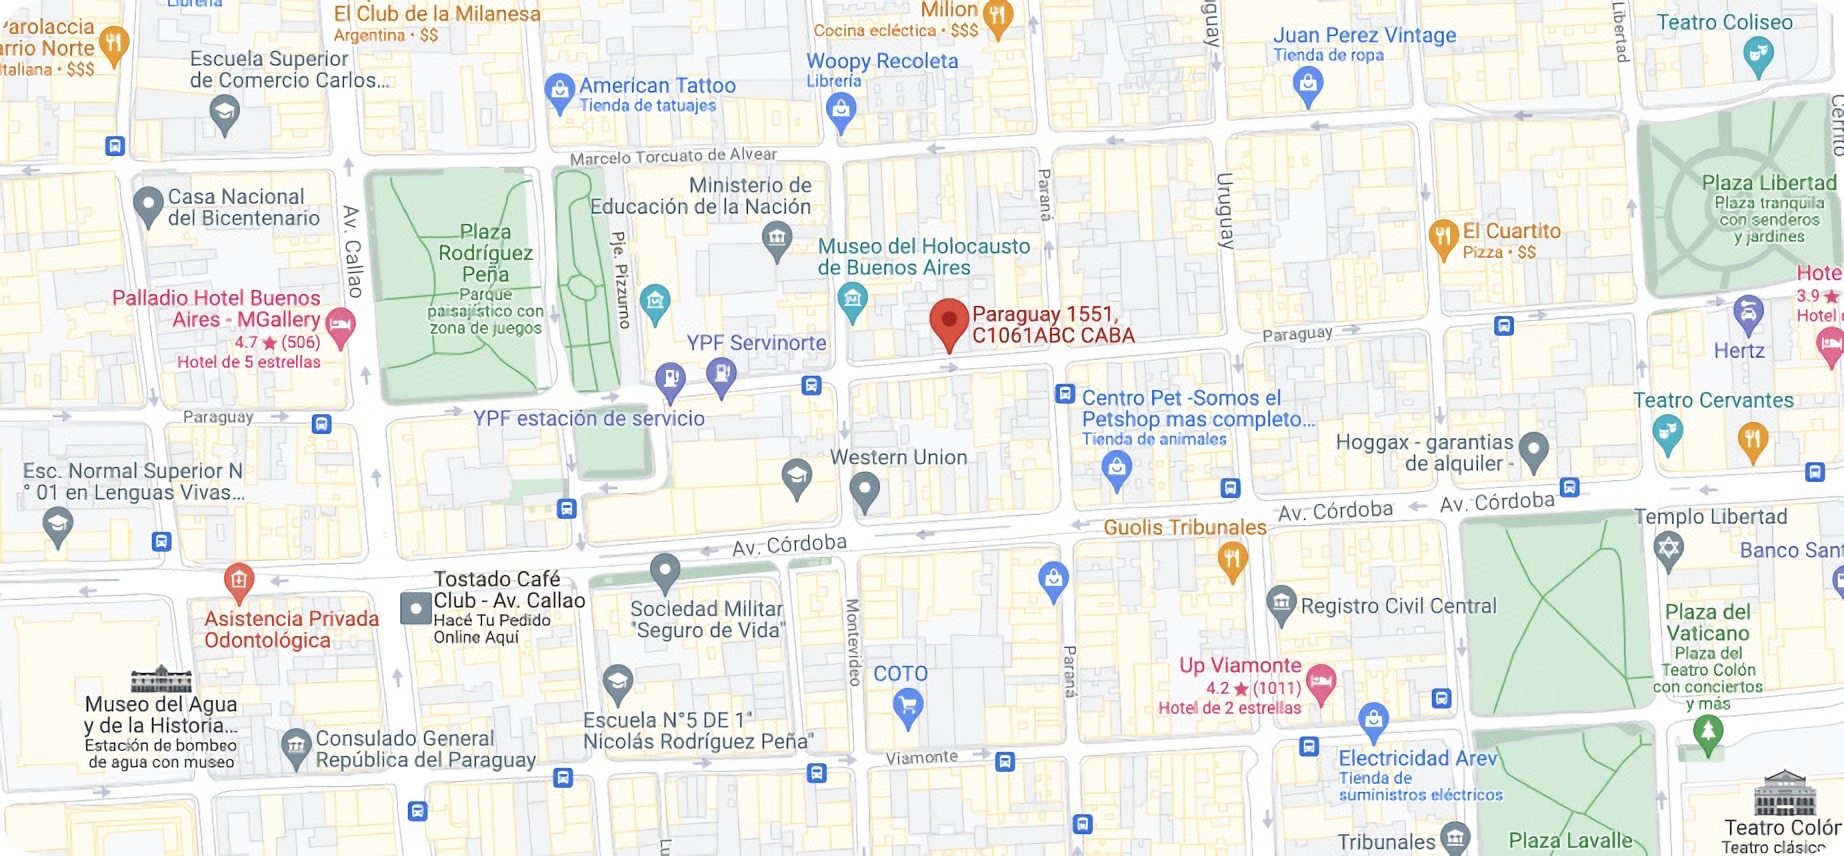 Librería
El Club de la Milanesa
Argentina • $$
Milion
Cocina ecléctica • $$$
Libertad
Teatro Coliseo
Juan Perez Vintage
Tienda de ropa
Escuela Superior
de Comercio Carlos...
American Tattoo
Tienda de tatuajes
Woopy Recoleta
Librería
Cerrito
Marcelo Torcuato de Alvear
Casa Nacional
del Bicentenario
Av. Callao
Plaza
Rodríguez
Peña
Parque
paisajístico con
zona de juegos
Pje. Pizzurno
Ministerio de
Educación de la Nación
Museo del Holocausto
de Buenos Aires
Paraná
Uruguay
El Cuartito
Pizza • $$
Plaza Libertad
Plaza tranquila
con senderos
y jardines
Palladio Hotel Buenos
Aires - MGallery
4.7 ★ (506)
Hotel de 5 estrellas
YPF Servinorte
Paraguay 1551,
C1061ABC CABA
Paraguay
Hote
3.9 ★
Hotel
Hertz
Paraguay
YPF estación de servicio
Centro Pet -Somos el
Petshop mas completo...
Tienda de animales
Teatro Cervantes
Hoggax - garantias
de alquiler -
Esc. Normal Superior N
° 01 en Lenguas Vivas...
Western Union
Av. Córdoba
Av. Córdoba
Av. Córdoba
Guolis Tribunales
Templo Libertad
Banco Sant
Asistencia Privada
Odontológica
Tostado Café
Club - Av. Callao
Hacé Tu Pedido
Online Aquí
Sociedad Militar
"Seguro de Vida"
Montevideo
Registro Civil Central
Plaza del
Vaticano
Plaza del
Teatro Colón
con conciertos
y más
Museo del Agua
y de la Historia...
Estación de bombeo
de agua con museo
Consulado General
República del Paraguay
Escuela N°5 DE 1°
Nicolás Rodríguez Peña"
COTO
Paraná
Up Viamonte
4.2 ★ (1011)
Hotel de 2 estrellas
Viamonte
Electricidad Arev
Tienda de
suministros eléctricos
Tribunales
Plaza Lavalle
Teatro Colór
Teatro clásico